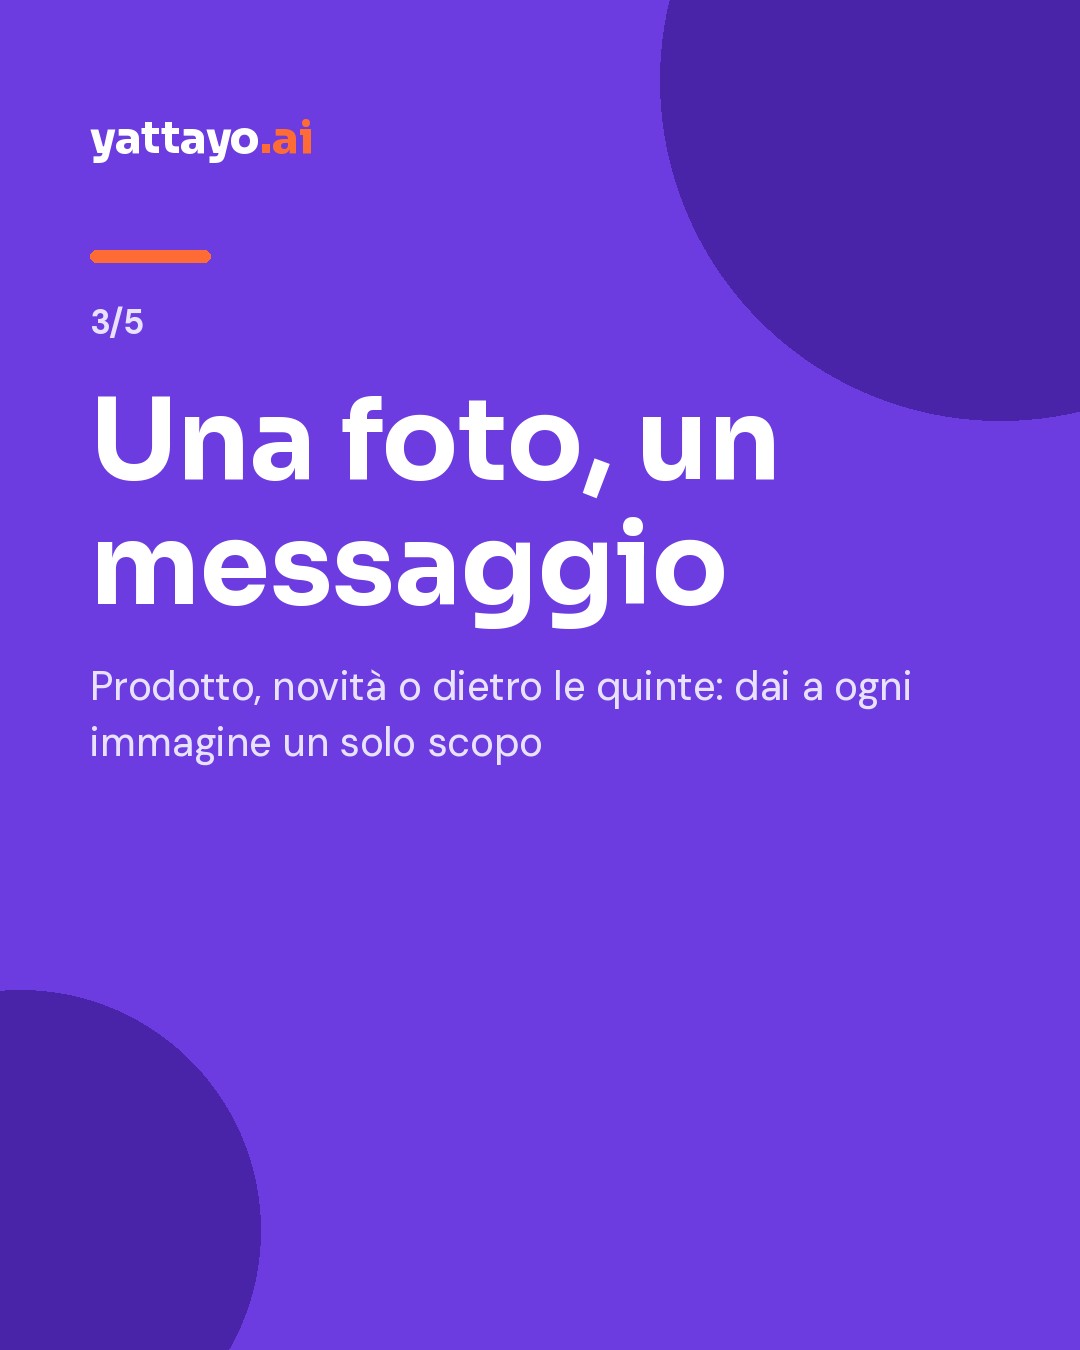 yattayo.ai
3/5
Una foto, un
messaggio
Prodotto, novità o dietro le quinte: dai a ogni
immagine un solo scopo